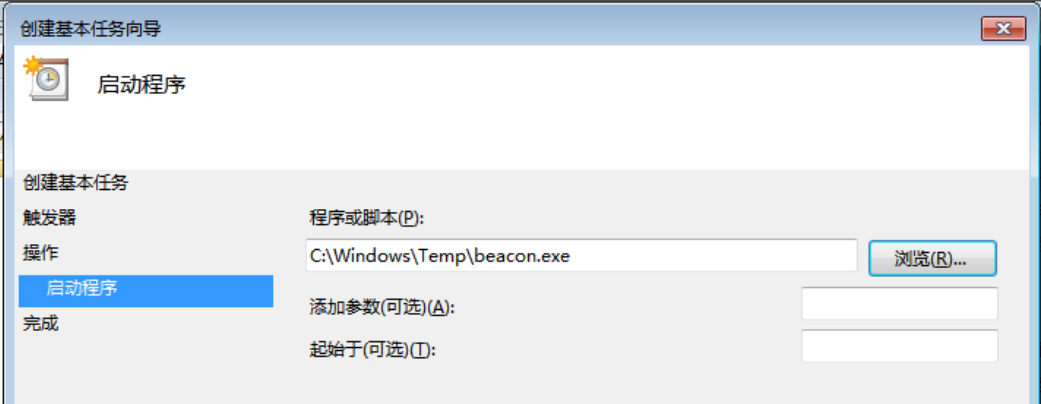 创建基本任务向导
启动程序
创建基本任务
触发器
操作
启动程序
完成
程序或脚本(P):
C:\Windows\Temp\beacon.exe
浏览(R)...
添加参数(可选)(A):
起始于(可选)(T):